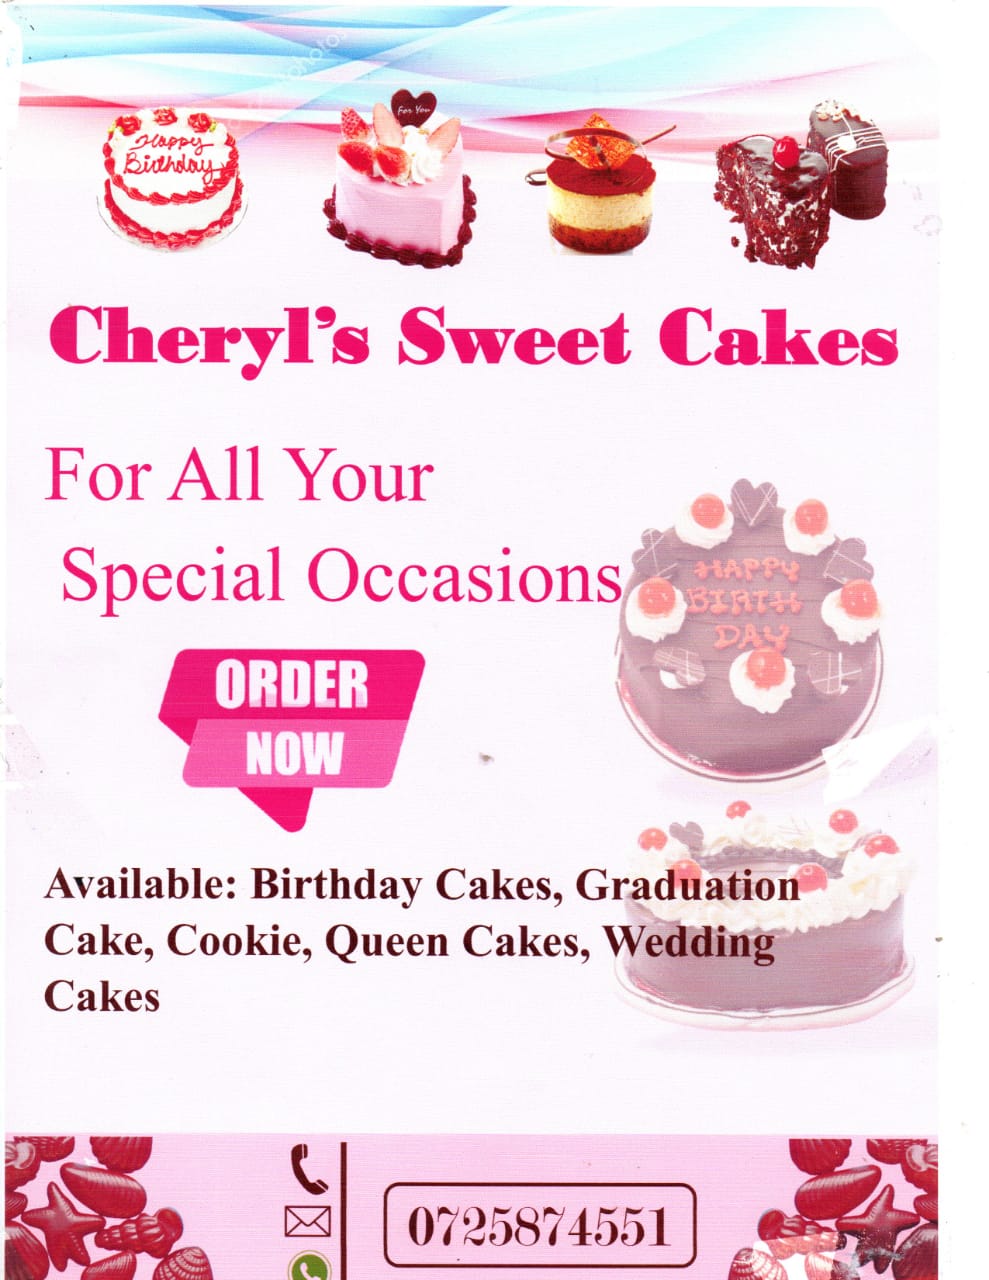 Happy
Birthday
For You
Cheryl's Sweet Cakes
For All Your
Special Occasions
HAPPY
BIRTH
DAY
ORDER
NOW
Available: Birthday Cakes, Graduation
Cake, Cookie, Queen Cakes, Wedding
Cakes
0725874551